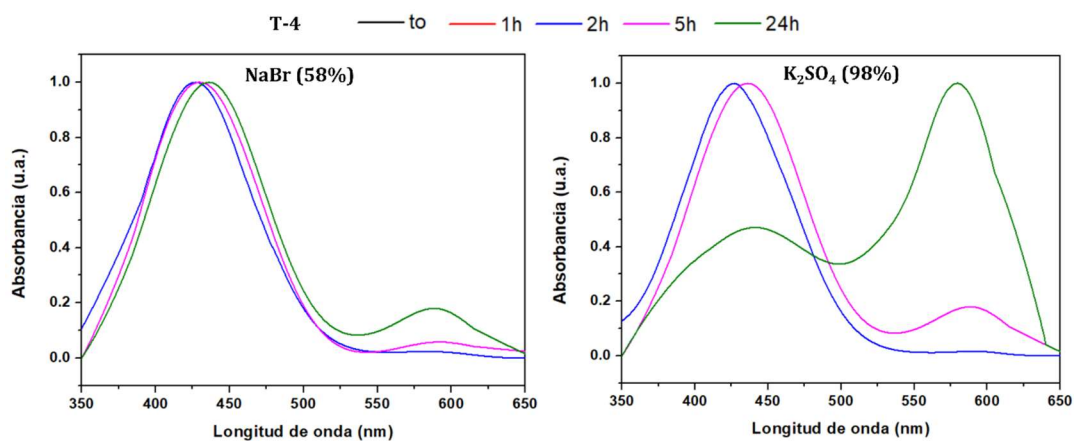 T-4 to 1h 2h 5h 24h
NaBr (58%)
Absorbancia (u.a.)
1.0
0.8
0.6
0.4
0.2
0.0
350 400 450 500 550 600 650
Longitud de onda (nm)
K₂SO₄ (98%)
Absorbancia (u.a.)
1.0
0.8
0.6
0.4
0.2
0.0
350 400 450 500 550 600 650
Longitud de onda (nm)